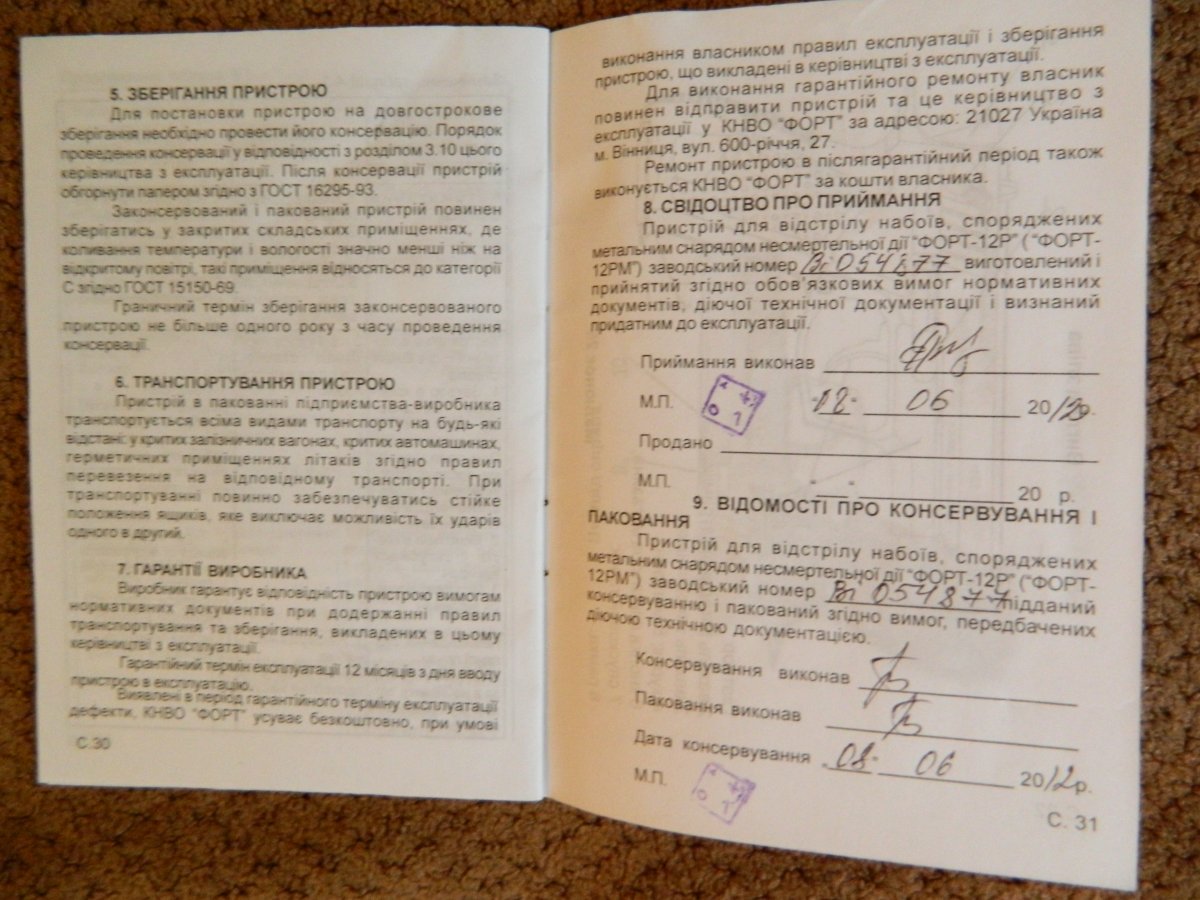 5. ЗБЕРІГАННЯ ПРИСТРОЮ
Для постановки пристрою на довгострокове
зберігання необхідно провести його консервацію. Порядок
проведення консервації у відповідності з розділом 3.10 цього
керівництва з експлуатації. Після консервації пристрій
обгорнути папером згідно з ГОСТ 16295-93.
Законсервований і пакований пристрій повинен
зберігатись у закритих складських приміщеннях, де
коливання температури і вологості значно менші ніж на
відкритому повітрі, такі приміщення відносяться до категорії
С згідно ГОСТ 15150-69.
Граничний термін зберігання законсервованого
пристрою не більше одного року з часу проведення
консервації.
6. ТРАНСПОРТУВАННЯ ПРИСТРОЮ
Пристрій в пакованні підприємства-виробника
транспортується всіма видами транспорту на будь-які
відстані: у критих залізничних вагонах, критих автомашинах,
герметичних приміщеннях літаків згідно правил
перевезення на відповідному транспорті. При
транспортуванні повинно забезпечуватись стійке
положення ящиків, яке виключає можливість їх ударів
одного в другий.
7. ГАРАНТІЇ ВИРОБНИКА
Виробник гарантує відповідність пристрою вимогам
нормативних документів при додержанні правил
транспортування та зберігання, викладених в цьому
керівництві з експлуатації.
Гарантійний термін експлуатації 12 місяців з дня вводу
пристрою в експлуатацію.
Виявлені в період гарантійного терміну експлуатації
дефекти, КНВО "ФОРТ" усуває безкоштовно, при умові
С. 30
виконання власником правил експлуатації і зберігання
пристрою, що викладені в керівництві з експлуатації.
Для виконання гарантійного ремонту власник
повинен відправити пристрій та це керівництво з
експлуатації у КНВО "ФОРТ" за адресою: 21027 Україна
м. Вінниця, вул. 600-річчя, 27.
Ремонт пристрою в післягарантійний період також
виконується КНВО "ФОРТ" за кошти власника.
8. СВІДОЦТВО ПРО ПРИЙМАННЯ
Пристрій для відстрілу набоїв, споряджених
метальним снарядом несмертельної дії "ФОРТ-12Р" ( "ФОРТ-
12РМ") заводський номер Ві 054877 виготовлений і
прийнятий згідно обов'язкових вимог нормативних
документів, діючої технічної документації і визнаний
придатним до експлуатації.
Приймання виконав
М.П. "08" 06 2012р.
Продано
М.П. " " 20 р.
9. ВІДОМОСТІ ПРО КОНСЕРВУВАННЯ І
ПАКОВАННЯ
Пристрій для відстрілу набоїв, споряджених
метальним снарядом несмертельної дії "ФОРТ-12Р" ("ФОРТ-
12РМ") заводський номер Ві 054877 підданий
консервуванню і пакований згідно вимог, передбачених
діючою технічною документацією.
Консервування виконав
Паковання виконав
Дата консервування "08" 06 2012р.
М.П.
С. 31